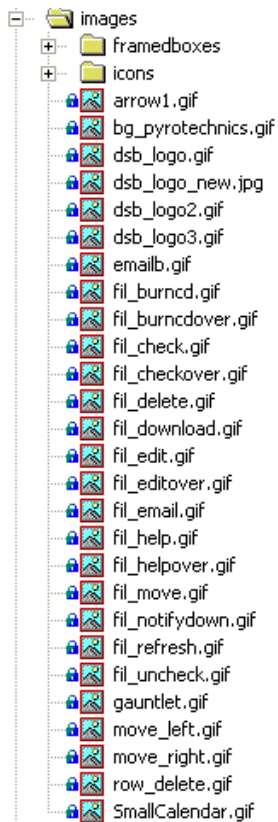 images
framedboxes
icons
arrow1.gif
bg_pyrotechnics.gif
dsb_logo.gif
dsb_logo_new.jpg
dsb_logo2.gif
dsb_logo3.gif
emailb.gif
fil_burncd.gif
fil_burncdover.gif
fil_check.gif
fil_checkover.gif
fil_delete.gif
fil_download.gif
fil_edit.gif
fil_editover.gif
fil_email.gif
fil_help.gif
fil_helpover.gif
fil_move.gif
fil_notifydown.gif
fil_refresh.gif
fil_uncheck.gif
gauntlet.gif
move_left.gif
move_right.gif
row_delete.gif
SmallCalendar.gif